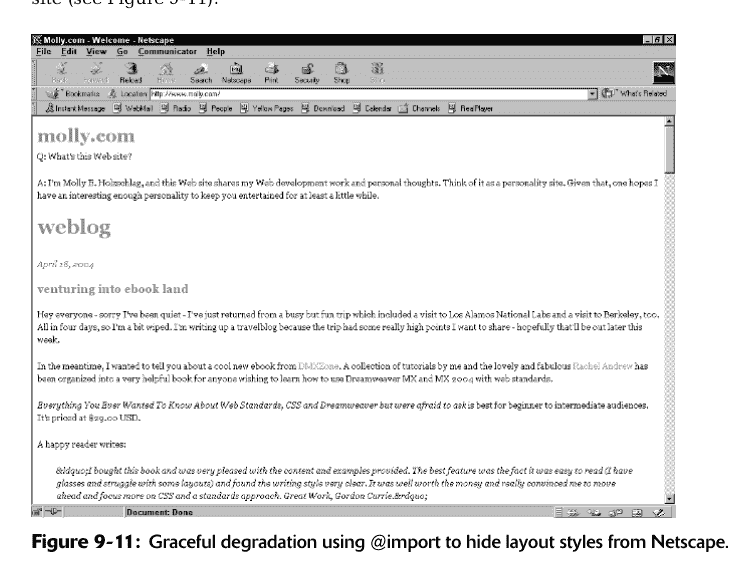 site (see Figure 9-11).
Molly.com - Welcome - Netscape
File Edit View Go Communicator Help
Back Forward Reload Home Search Netscape Print Security Shop Stop
Bookmarks Location: http://www.molly.com/ What's Related
Instant Message WebMail Radio People Yellow Pages Download Calendar Channels RealPlayer
molly.com
Q: What's this Web site?
A: I'm Molly E. Holzschlag, and this Web site shares my Web development work and personal thoughts. Think of it as a personality site. Given that, one hopes I
have an interesting enough personality to keep you entertained for at least a little while.
weblog
April 18, 2004
venturing into ebook land
Hey everyone - sorry I've been quiet - I've just returned from a busy but fun trip which included a visit to Los Alamos National Labs and a visit to Berkeley, too.
All in four days, so I'm a bit wiped. I'm writing up a travelblog because the trip had some really high points I want to share - hopefully that'll be out later this
week.
In the meantime, I wanted to tell you about a cool new ebook from DMXZone. A collection of tutorials by me and the lovely and fabulous Rachel Andrew has
been organized into a very helpful book for anyone wishing to learn how to use Dreamweaver MX and MX 2004 with web standards.
Everything You Ever Wanted To Know About Web Standards, CSS and Dreamweaver but were afraid to ask is best for beginner to intermediate audiences.
It's priced at $29.00 USD.
A happy reader writes:
&ldquo;I bought this book and was very pleased with the content and examples provided. The best feature was the fact it was easy to read (I have
glasses and struggle with some layouts) and found the writing style very clear. It was well worth the money and really convinced me to move
ahead and focus more on CSS and a standards approach. Great Work, Gordon Currie.&rdquo;
Document: Done
Figure 9-11: Graceful degradation using @import to hide layout styles from Netscape.